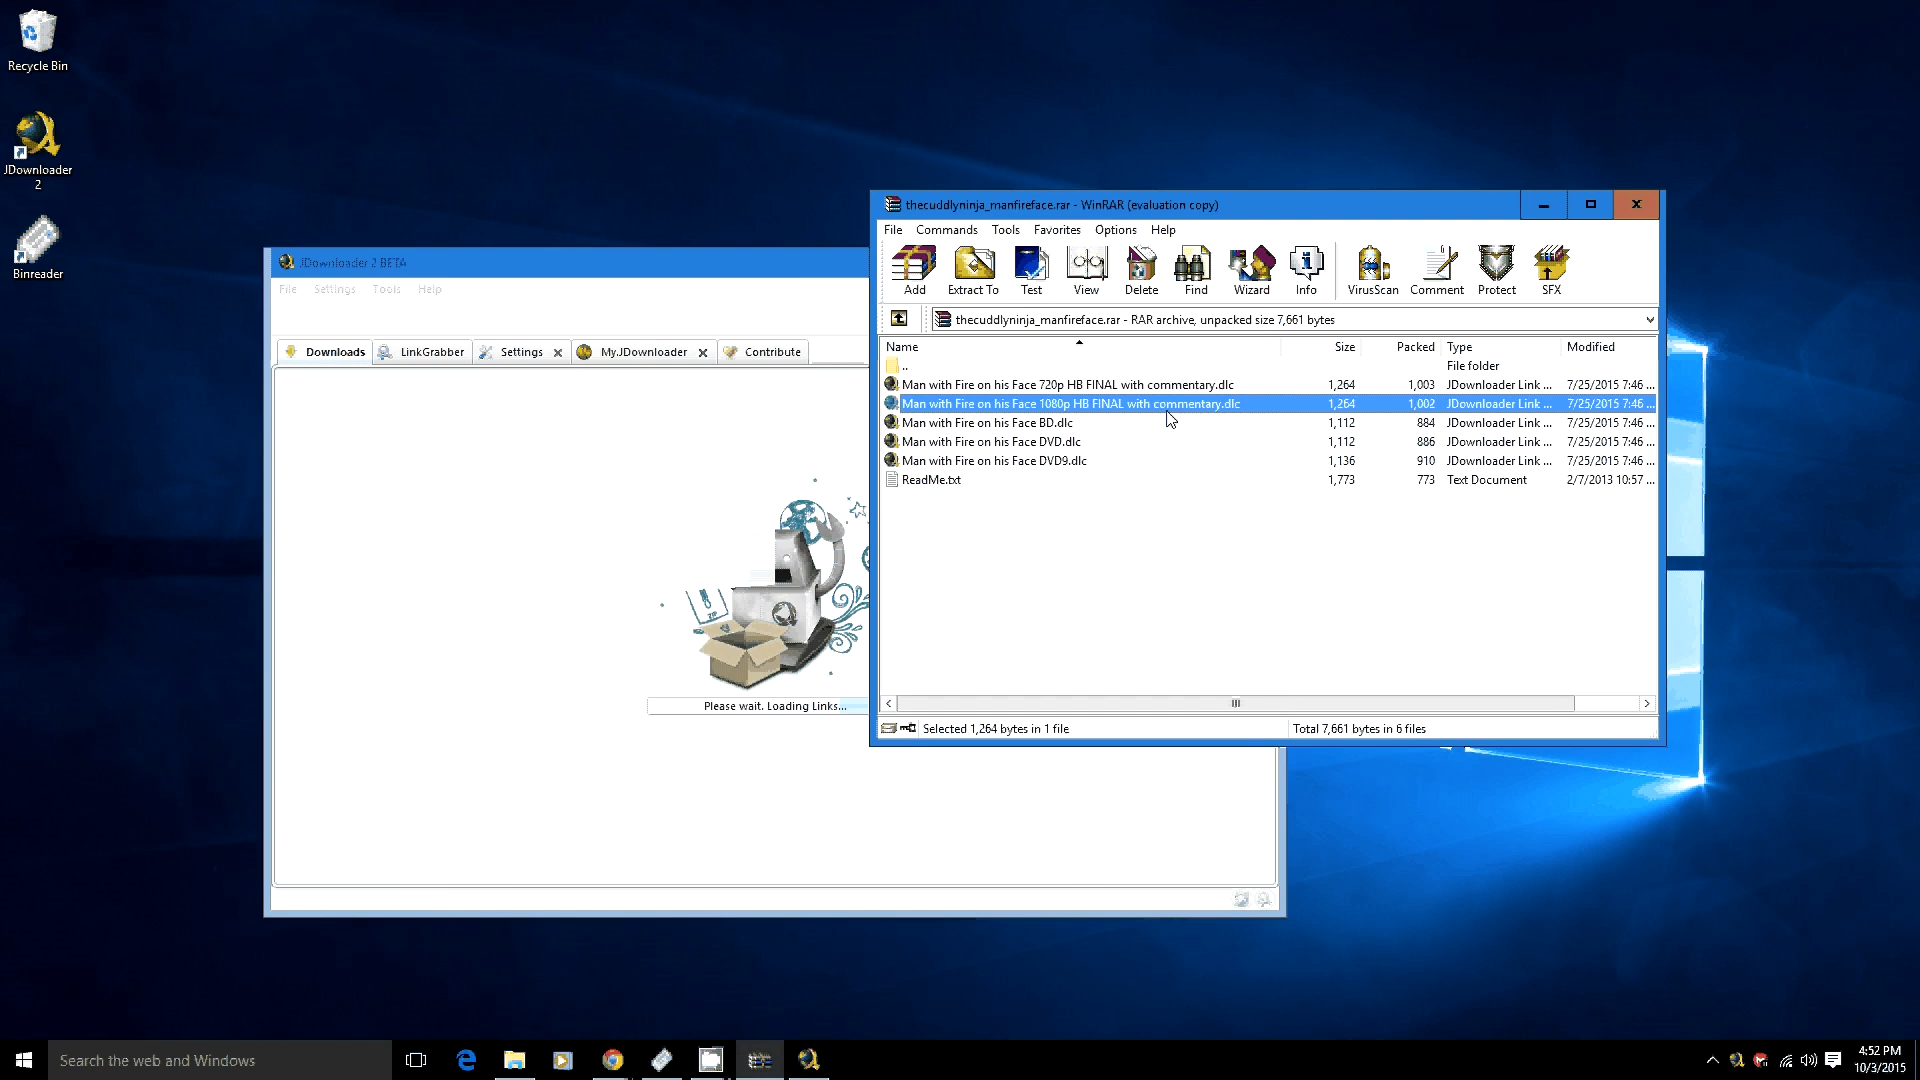 Recycle Bin
JDownloader
2
Binreader
JDownloader 2 BETA
File Settings Tools Help
Downloads LinkGrabber Settings My.JDownloader Contribute
ZIP
Please wait. Loading Links...
thecuddlyninja_manfireface.rar - WinRAR (evaluation copy)
File Commands Tools Favorites Options Help
Add Extract To Test View Delete Find Wizard Info VirusScan Comment Protect SFX
thecuddlyninja_manfireface.rar - RAR archive, unpacked size 7,661 bytes
Name Size Packed Type Modified
.. File folder
Man with Fire on his Face 720p HB FINAL with commentary.dlc 1,264 1,003 JDownloader Link ... 7/25/2015 7:46 ...
Man with Fire on his Face 1080p HB FINAL with commentary.dlc 1,264 1,002 JDownloader Link ... 7/25/2015 7:46 ...
Man with Fire on his Face BD.dlc 1,112 884 JDownloader Link ... 7/25/2015 7:46 ...
Man with Fire on his Face DVD.dlc 1,112 886 JDownloader Link ... 7/25/2015 7:46 ...
Man with Fire on his Face DVD9.dlc 1,136 910 JDownloader Link ... 7/25/2015 7:46 ...
ReadMe.txt 1,773 773 Text Document 2/7/2013 10:57 ...
Selected 1,264 bytes in 1 file Total 7,661 bytes in 6 files
Search the web and Windows
4:52 PM
10/3/2015